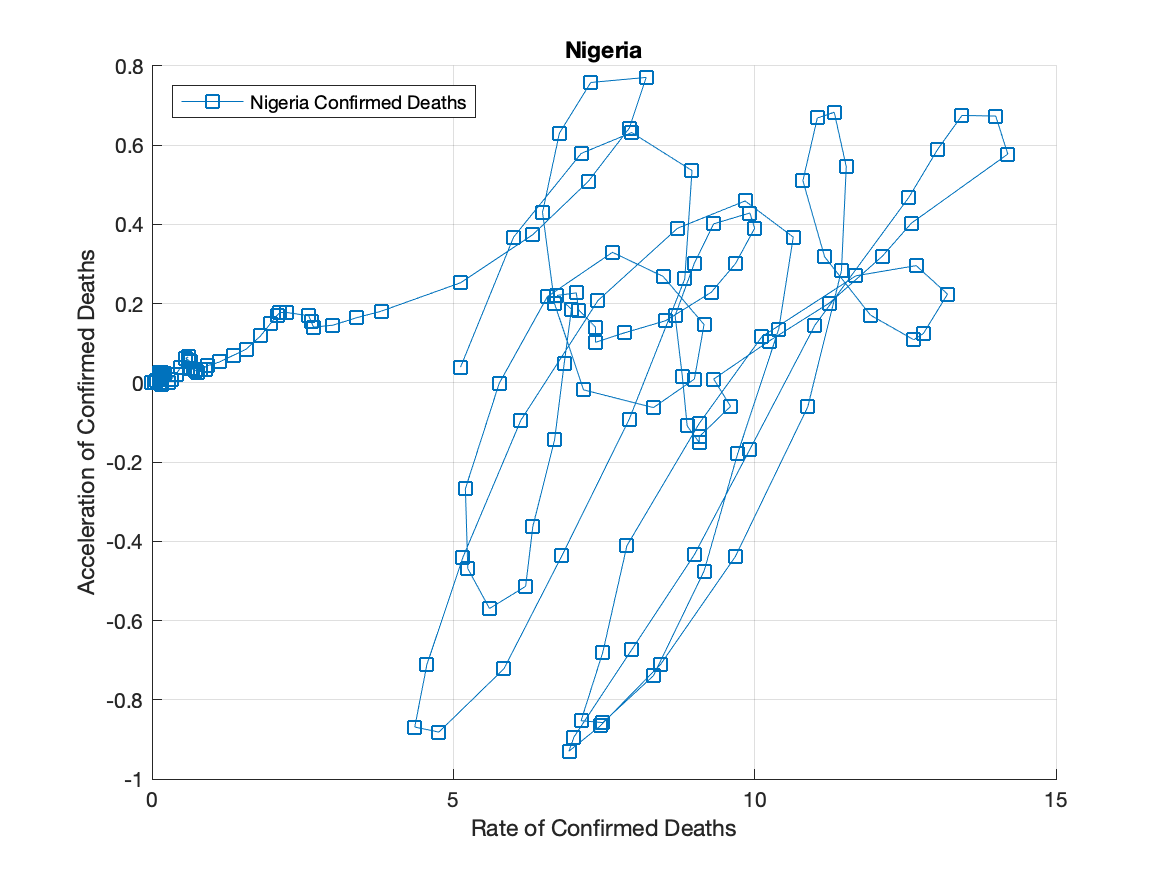 Nigeria
Nigeria Confirmed Deaths
0.8
0.6
0.4
0.2
0
-0.2
-0.4
-0.6
-0.8
-1
Acceleration of Confirmed Deaths
0 5 10 15
Rate of Confirmed Deaths